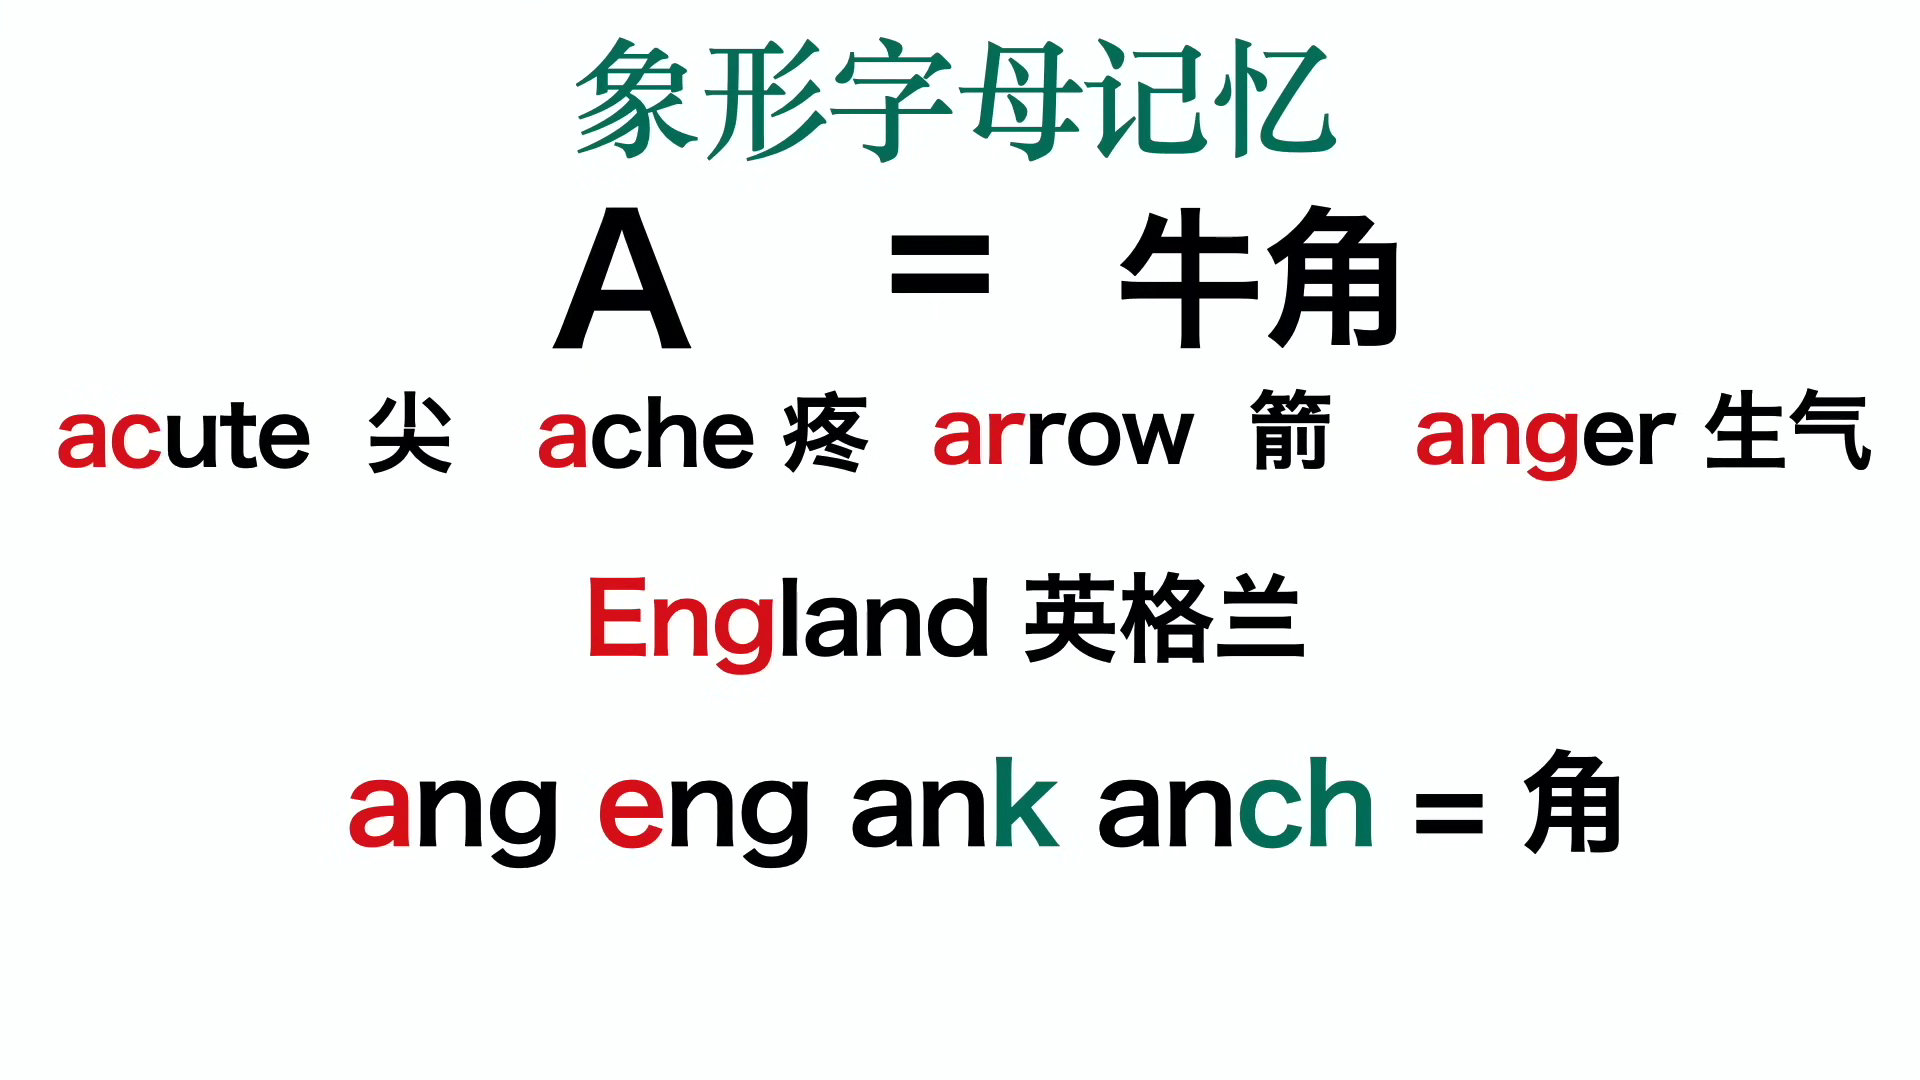 象形字母记忆
A = 牛角
acute 尖 ache 疼 arrow 箭 anger 生气
England 英格兰
ang eng ank anch = 角